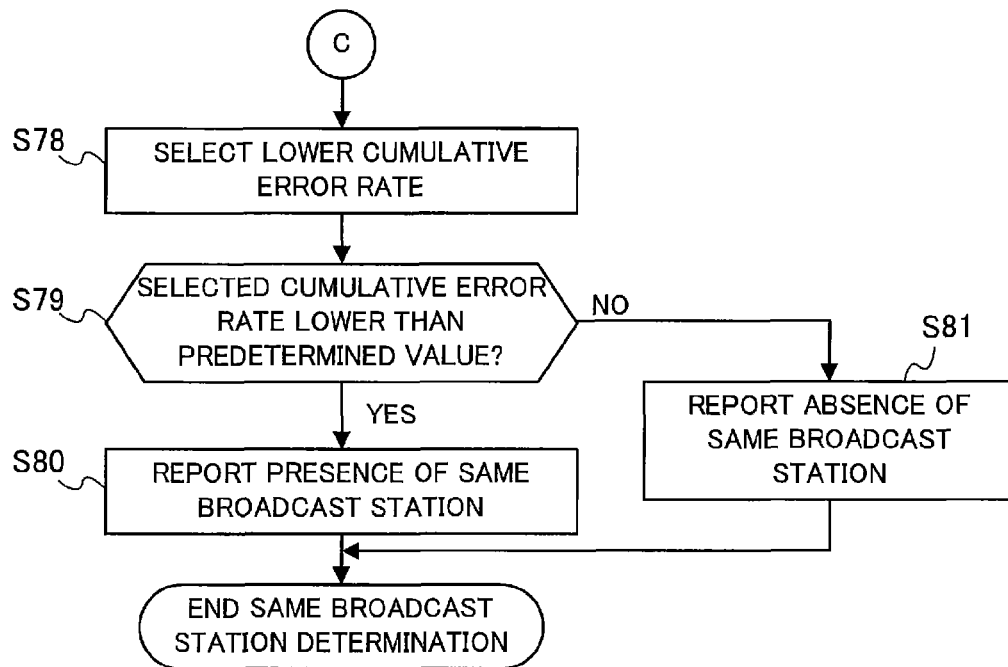 C
S78
SELECT LOWER CUMULATIVE
ERROR RATE
S79
SELECTED CUMULATIVE ERROR
RATE LOWER THAN
PREDETERMINED VALUE?
NO
S81
YES
REPORT ABSENCE OF
SAME BROADCAST
STATION
S80
REPORT PRESENCE OF SAME
BROADCAST STATION
END SAME BROADCAST
STATION DETERMINATION